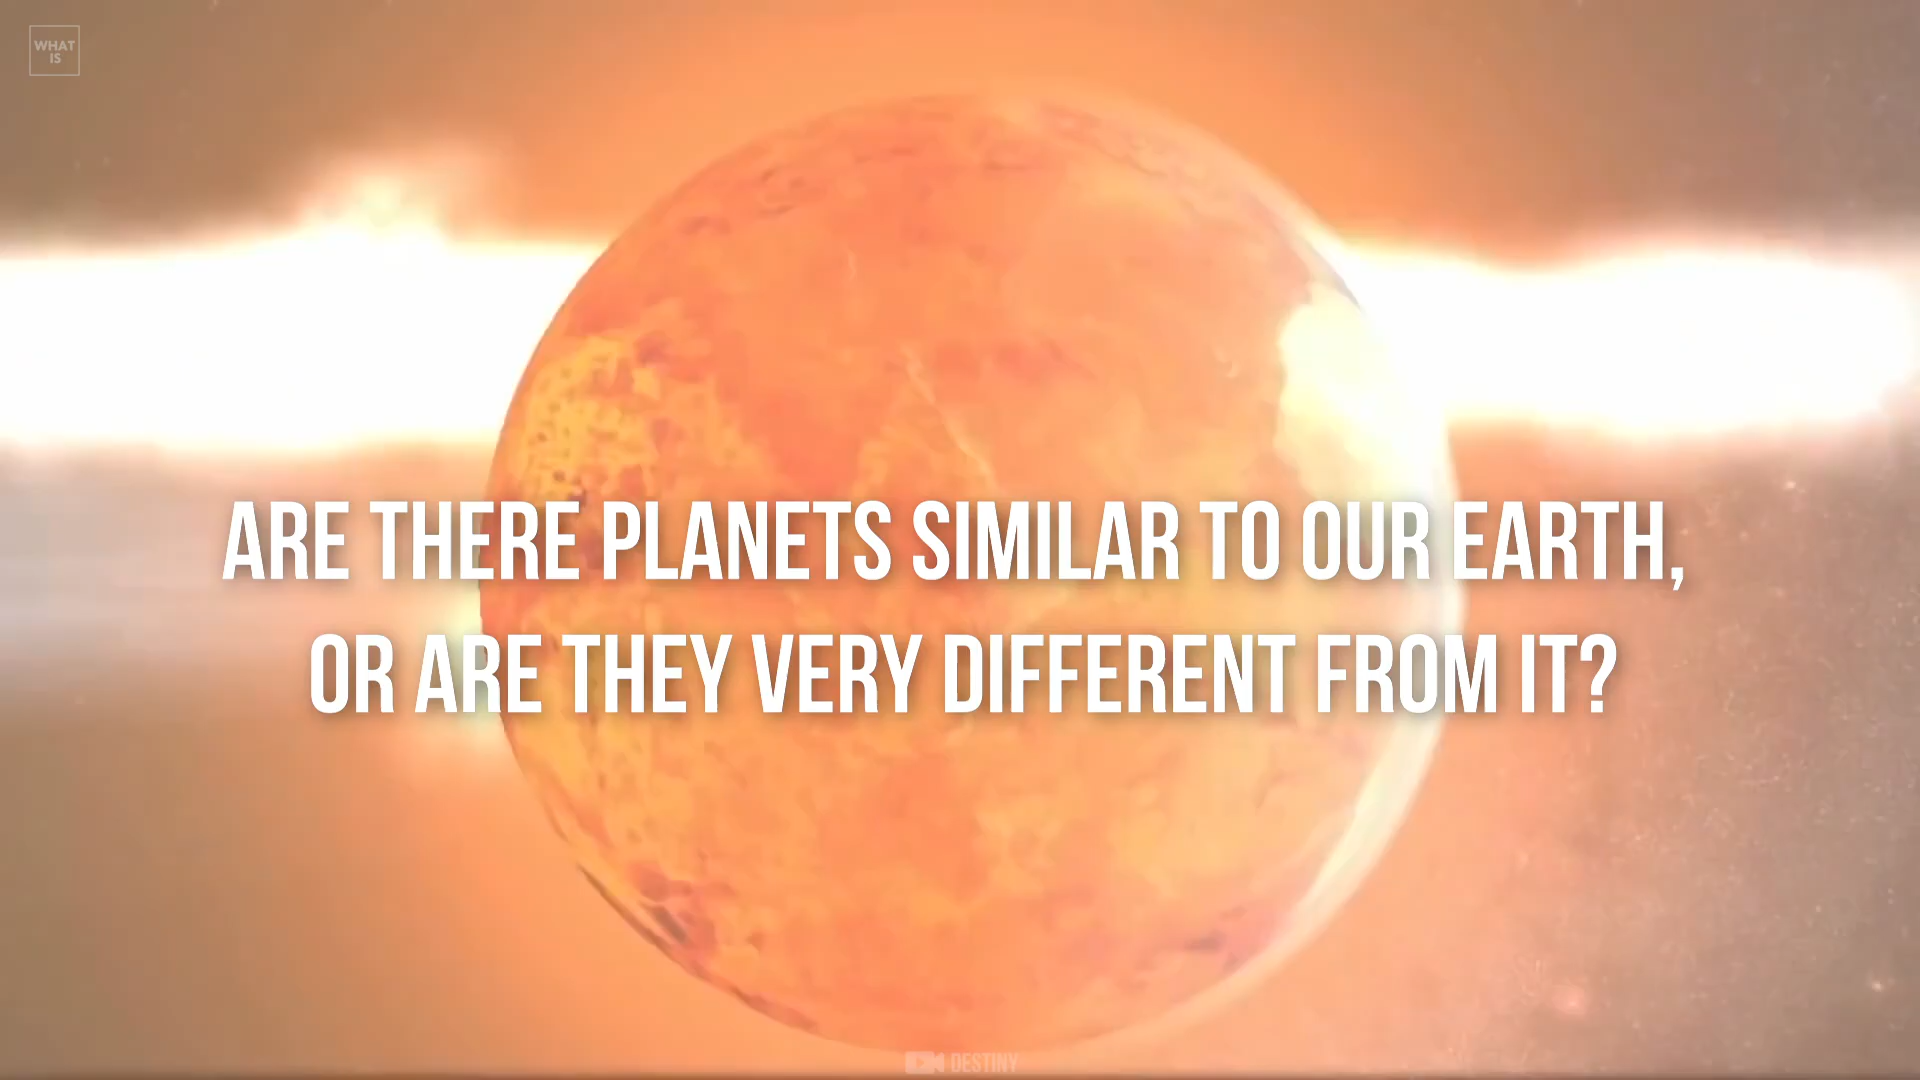 WHAT
IS
ARE THERE PLANETS SIMILAR TO OUR EARTH,
OR ARE THEY VERY DIFFERENT FROM IT?
DESTINY